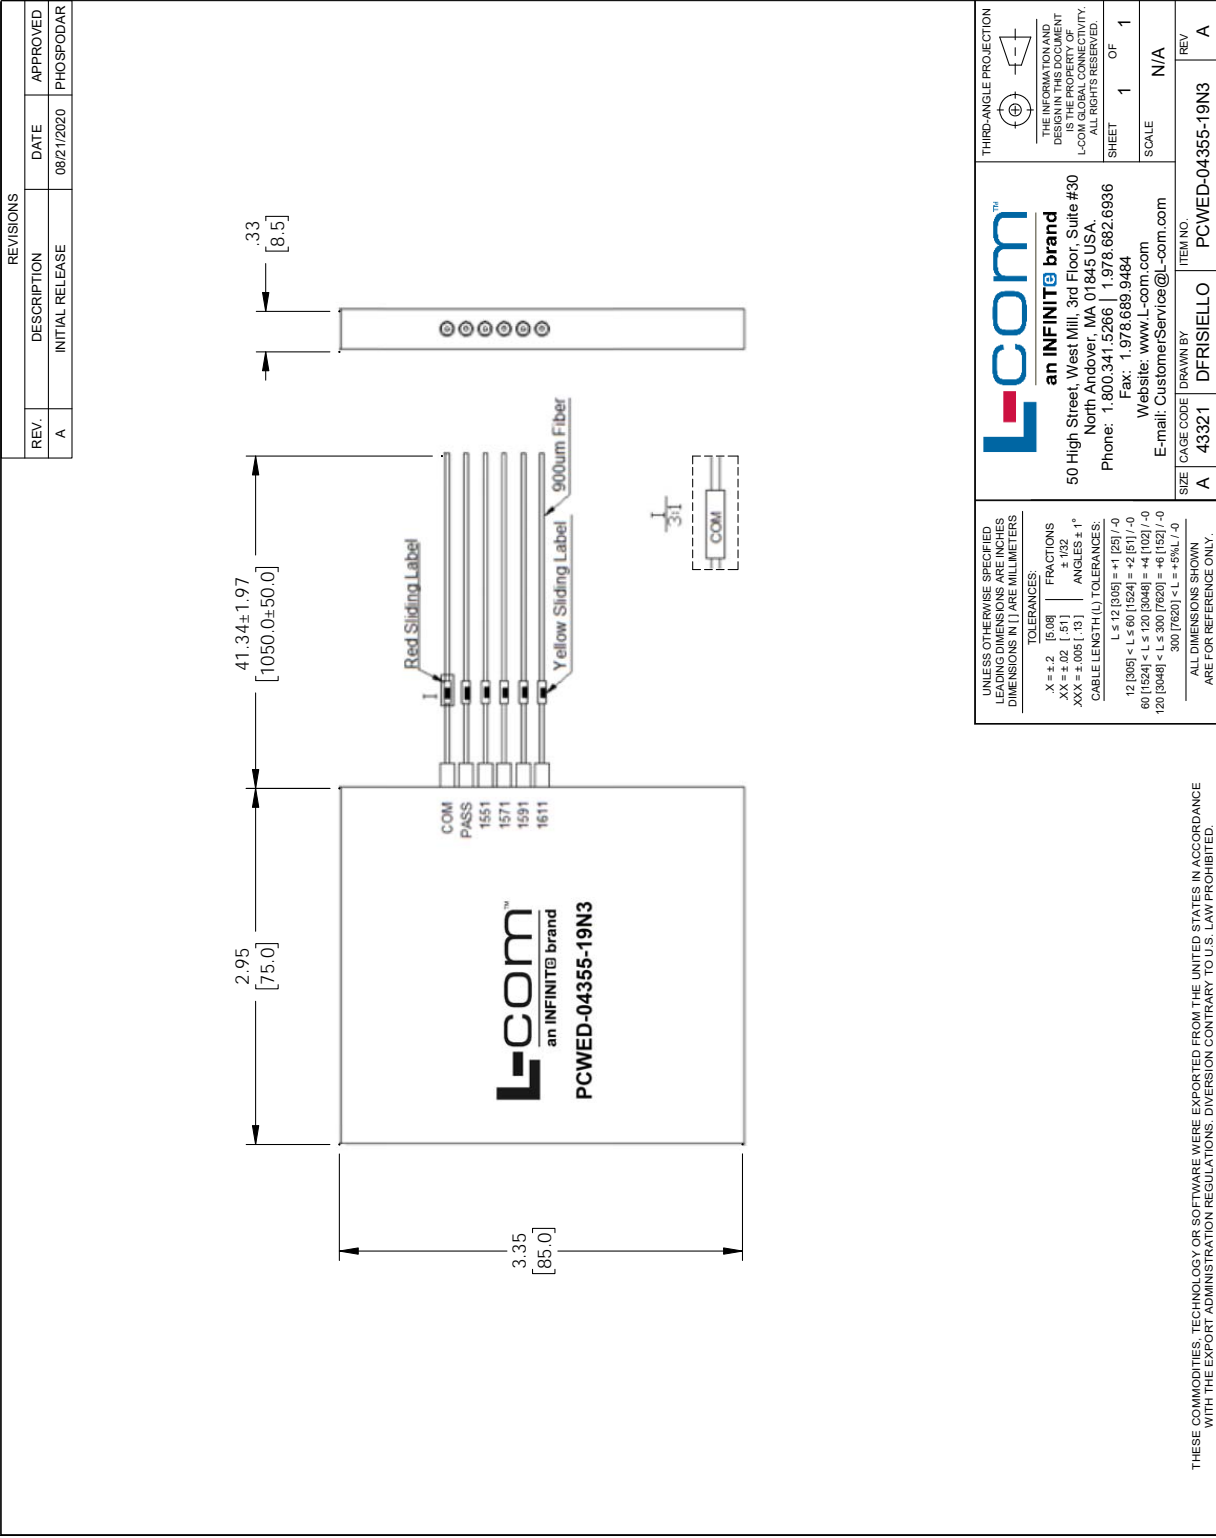 REVISIONS
REV. DESCRIPTION DATE APPROVED
A INITIAL RELEASE 08/21/2020 PHOSPODAR
2.95
[75.0]
41.34±1.97
[1050.0±50.0]
.33
[8.5]
3.35
[85.0]
Red Sliding Label
I
COM
PASS
1551
1571
1591
1611
Yellow Sliding Label
900um Fiber
L-com™
an INFINITe brand
PCWED-04355-19N3
I
3:1
COM
UNLESS OTHERWISE SPECIFIED
LEADING DIMENSIONS ARE INCHES
DIMENSIONS IN [ ] ARE MILLIMETERS
TOLERANCES:
.X = ± .2 [5.08] FRACTIONS
.XX = ± .02 [ .51] ± 1/32
.XXX = ± .005 [ .13 ] ANGLES ± 1°
CABLE LENGTH (L) TOLERANCES:
L ≤ 12 [305] = +1 [25] / -0
12 [305] < L ≤ 60 [1524] = +2 [51] / -0
60 [1524] < L ≤ 120 [3048] = +4 [102] / -0
120 [3048] < L ≤ 300 [7620] = +6 [152] / -0
300 [7620] < L = +5%L / -0
ALL DIMENSIONS SHOWN
ARE FOR REFERENCE ONLY.
L-com™
an INFINITe brand
50 High Street, West Mill, 3rd Floor, Suite #30
North Andover, MA 01845 USA.
Phone: 1.800.341.5266 | 1.978.682.6936
Fax: 1.978.689.9484
Website: www.L-com.com
E-mail: CustomerService@L-com.com
THIRD-ANGLE PROJECTION
THE INFORMATION AND
DESIGN IN THIS DOCUMENT
IS THE PROPERTY OF
L-COM GLOBAL CONNECTIVITY.
ALL RIGHTS RESERVED.
SHEET 1 OF 1
SCALE N/A
SIZE A
CAGE CODE 43321
DRAWN BY DFRISIELLO
ITEM NO. PCWED-04355-19N3
REV A
THESE COMMODITIES, TECHNOLOGY OR SOFTWARE WERE EXPORTED FROM THE UNITED STATES IN ACCORDANCE
WITH THE EXPORT ADMINISTRATION REGULATIONS. DIVERSION CONTRARY TO U.S. LAW PROHIBITED.